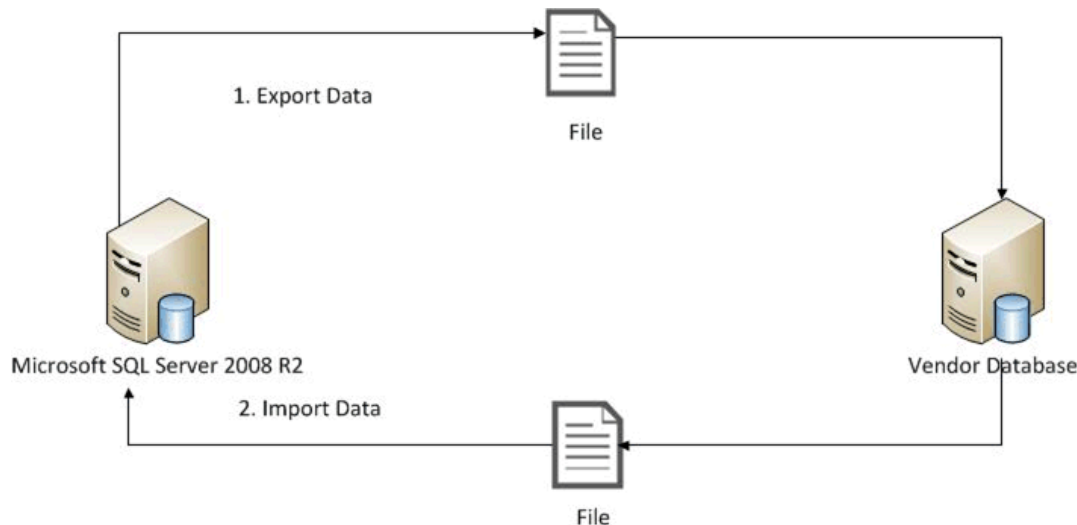 1. Export Data
File
Microsoft SQL Server 2008 R2
Vendor Database
2. Import Data
File